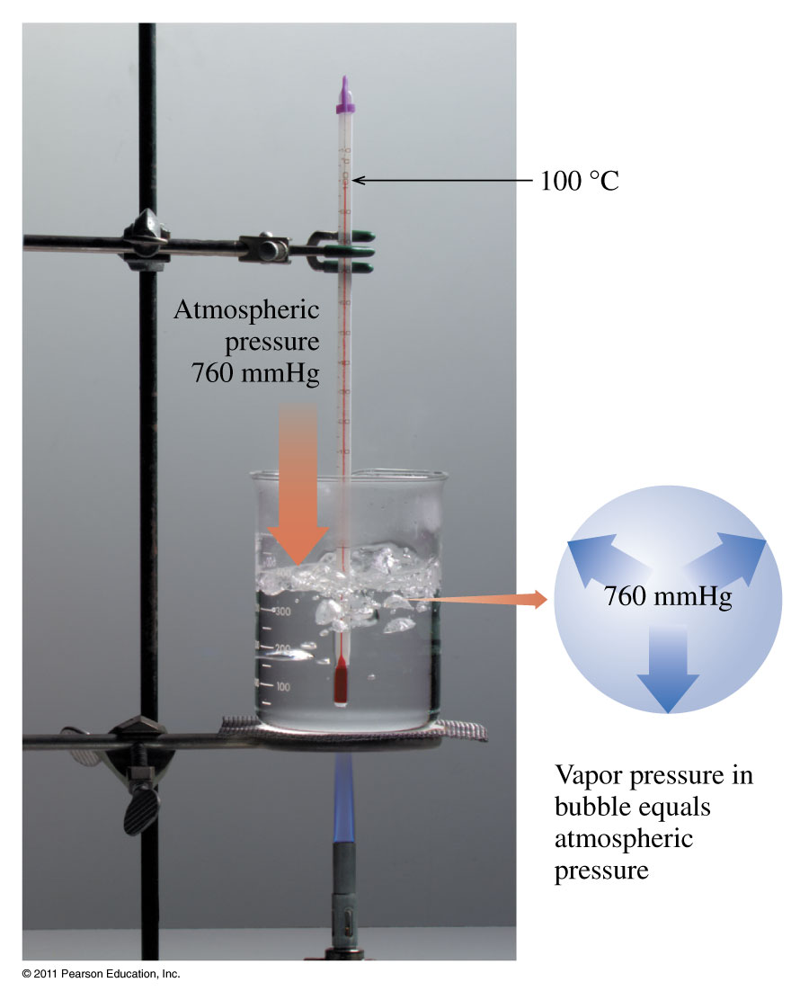 100 °C
Atmospheric
pressure
760 mmHg
760 mmHg
300
200
100
Vapor pressure in
bubble equals
atmospheric
pressure
© 2011 Pearson Education, Inc.